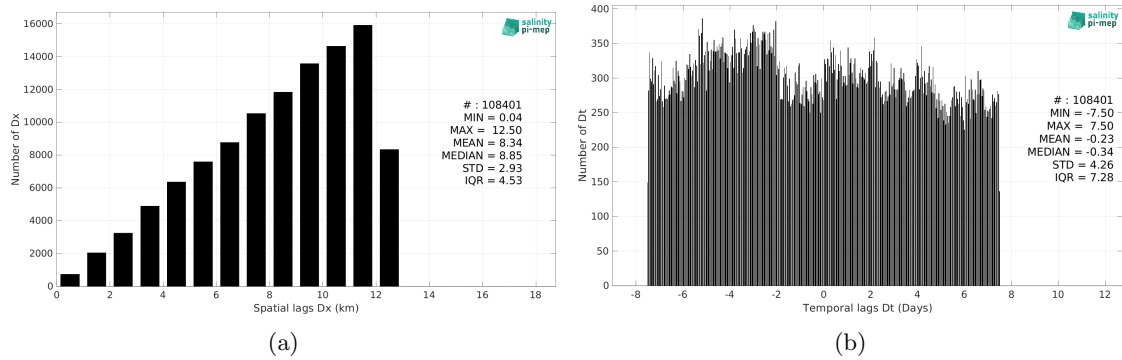 salinity
pi-mep
16000
14000
12000
10000
8000
6000
4000
2000
0
Number of Dx
# : 108401
MIN = 0.04
MAX = 12.50
MEAN = 8.34
MEDIAN = 8.85
STD = 2.93
IQR = 4.53
0 2 4 6 8 10 12 14 16 18
Spatial lags Dx (km)
(a)
salinity
pi-mep
400
350
300
250
200
150
100
50
0
Number of Dt
# : 108401
MIN = -7.50
MAX = 7.50
MEAN = -0.23
MEDIAN = -0.34
STD = 4.26
IQR = 7.28
-8 -6 -4 -2 0 2 4 6 8 10 12
Temporal lags Dt (Days)
(b)